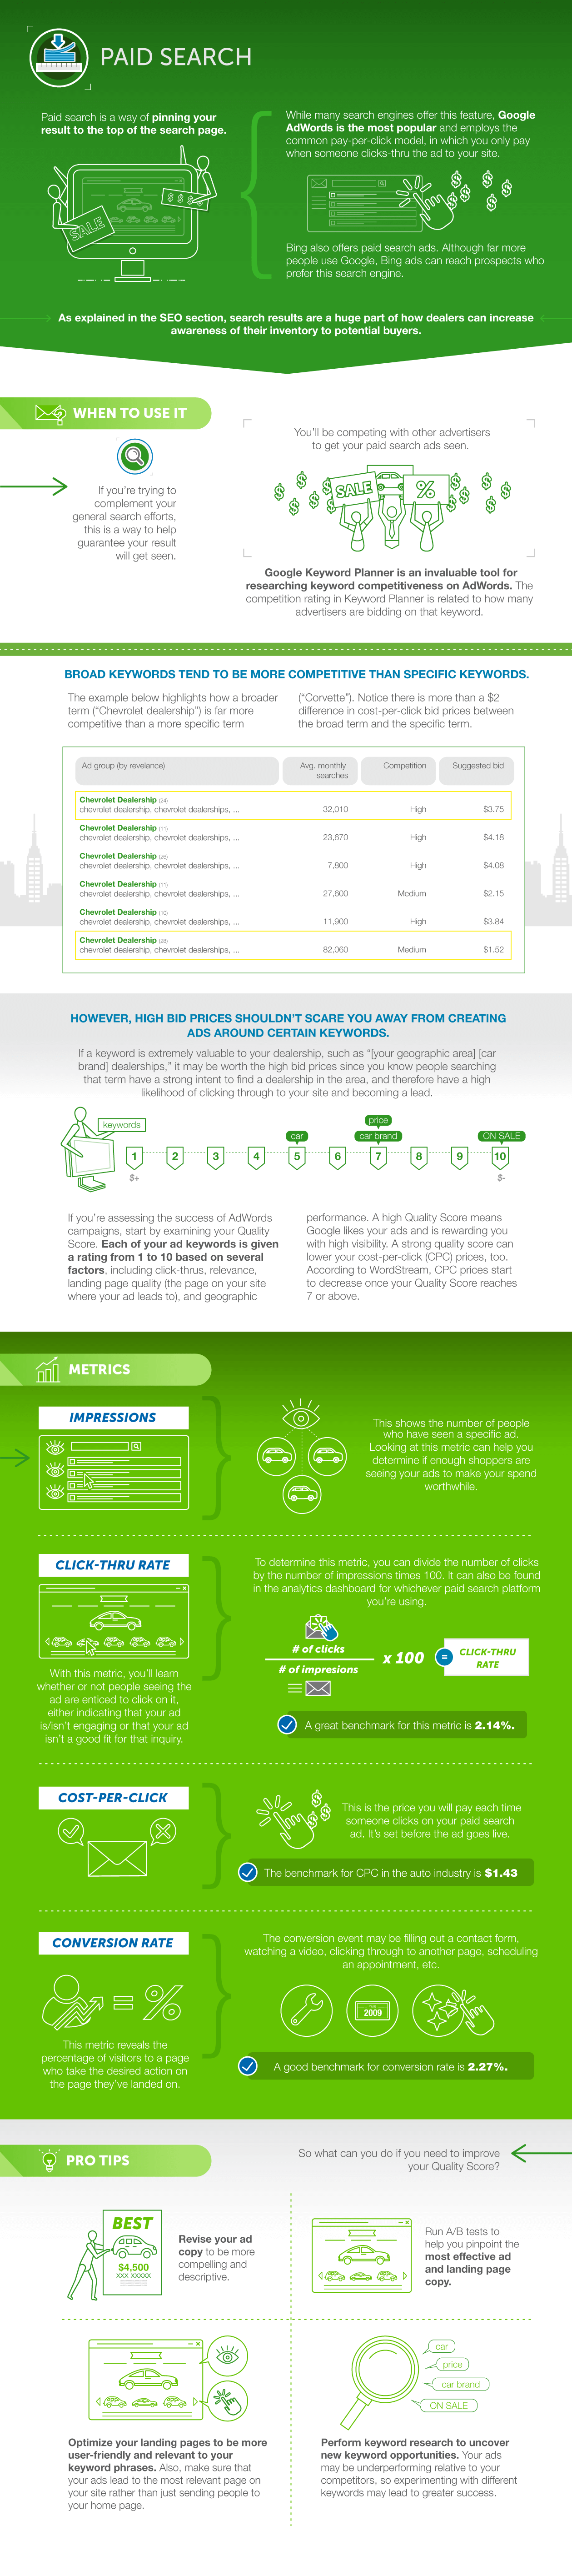 PAID SEARCH
Paid search is a way of pinning your
result to the top of the search page.
SALE
$ $ $
While many search engines offer this feature, Google
AdWords is the most popular and employs the
common pay-per-click model, in which you only pay
when someone clicks-thru the ad to your site.
Bing also offers paid search ads. Although far more
people use Google, Bing ads can reach prospects who
prefer this search engine.
As explained in the SEO section, search results are a huge part of how dealers can increase
awareness of their inventory to potential buyers.
WHEN TO USE IT
If you're trying to
complement your
general search efforts,
this is a way to help
guarantee your result
will get seen.
You'll be competing with other advertisers
to get your paid search ads seen.
SALE
%
Google Keyword Planner is an invaluable tool for
researching keyword competitiveness on AdWords. The
competition rating in Keyword Planner is related to how many
advertisers are bidding on that keyword.
BROAD KEYWORDS TEND TO BE MORE COMPETITIVE THAN SPECIFIC KEYWORDS.
The example below highlights how a broader
term ("Chevrolet dealership") is far more
competitive than a more specific term
("Corvette"). Notice there is more than a $2
difference in cost-per-click bid prices between
the broad term and the specific term.
Ad group (by revelance)
Avg. monthly
searches
Competition
Suggested bid
Chevrolet Dealership (24)
chevrolet dealership, chevrolet dealerships, ... 32,010 High $3.75
Chevrolet Dealership (11)
chevrolet dealership, chevrolet dealerships, ... 23,670 High $4.18
Chevrolet Dealership
chevrolet dealership, chevrolet dealerships, ... 7,800 High $4.08
Chevrolet Dealership (11)
chevrolet dealership, chevrolet dealerships, ... 27,600 Medium $2.15
Chevrolet Dealership (10)
chevrolet dealership, chevrolet dealerships, ... 11,900 High $3.84
Chevrolet Dealership
chevrolet dealership, chevrolet dealerships, ... 82,060 Medium $1.52
HOWEVER, HIGH BID PRICES SHOULDN'T SCARE YOU AWAY FROM CREATING
ADS AROUND CERTAIN KEYWORDS.
If a keyword is extremely valuable to your dealership, such as "[your geographic area] [car
brand] dealerships," it may be worth the high bid prices since you know people searching
that term have a strong intent to find a dealership in the area, and therefore have a high
likelihood of clicking through to your site and becoming a lead.
keywords
price
car
car brand
ON SALE
1 2 3 4 5 6 7 8 9 10
$+
$-
If you're assessing the success of AdWords
campaigns, start by examining your Quality
Score. Each of your ad keywords is given
a rating from 1 to 10 based on several
factors, including click-thrus, relevance,
landing page quality (the page on your site
where your ad leads to), and geographic
performance. A high Quality Score means
Google likes your ads and is rewarding you
with high visibility. A strong quality score can
lower your cost-per-click (CPC) prices, too.
According to WordStream, CPC prices start
to decrease once your Quality Score reaches
7 or above.
METRICS
IMPRESSIONS
This shows the number of people
who have seen a specific ad.
Looking at this metric can help you
determine if enough shoppers are
seeing your ads to make your spend
worthwhile.
CLICK-THRU RATE
With this metric, you'll learn
whether or not people seeing the
ad are enticed to click on it,
either indicating that your ad
is/isn't engaging or that your ad
isn't a good fit for that inquiry.
To determine this metric, you can divide the number of clicks
by the number of impressions times 100. It can also be found
in the analytics dashboard for whichever paid search platform
you're using.
# of clicks
# of impresions
x 100
=
CLICK-THRU
RATE
A great benchmark for this metric is 2.14%.
COST-PER-CLICK
This is the price you will pay each time
someone clicks on your paid search
ad. It's set before the ad goes live.
The benchmark for CPC in the auto industry is $1.43
CONVERSION RATE
= %
This metric reveals the
percentage of visitors to a page
who take the desired action on
the page they've landed on.
The conversion event may be filling out a contact form,
watching a video, clicking through to another page, scheduling
an appointment, etc.
2009
A good benchmark for conversion rate is 2.27%.
PRO TIPS
So what can you do if you need to improve
your Quality Score?
BEST
$4,500
XXX XXXXX
Revise your ad
copy to be more
compelling and
descriptive.
Run A/B tests to
help you pinpoint the
most effective ad
and landing page
copy.
Optimize your landing pages to be more
user-friendly and relevant to your
keyword phrases. Also, make sure that
your ads lead to the most relevant page on
your site rather than just sending people to
your home page.
car
price
car brand
ON SALE
Perform keyword research to uncover
new keyword opportunities. Your ads
may be underperforming relative to your
competitors, so experimenting with different
keywords may lead to greater success.